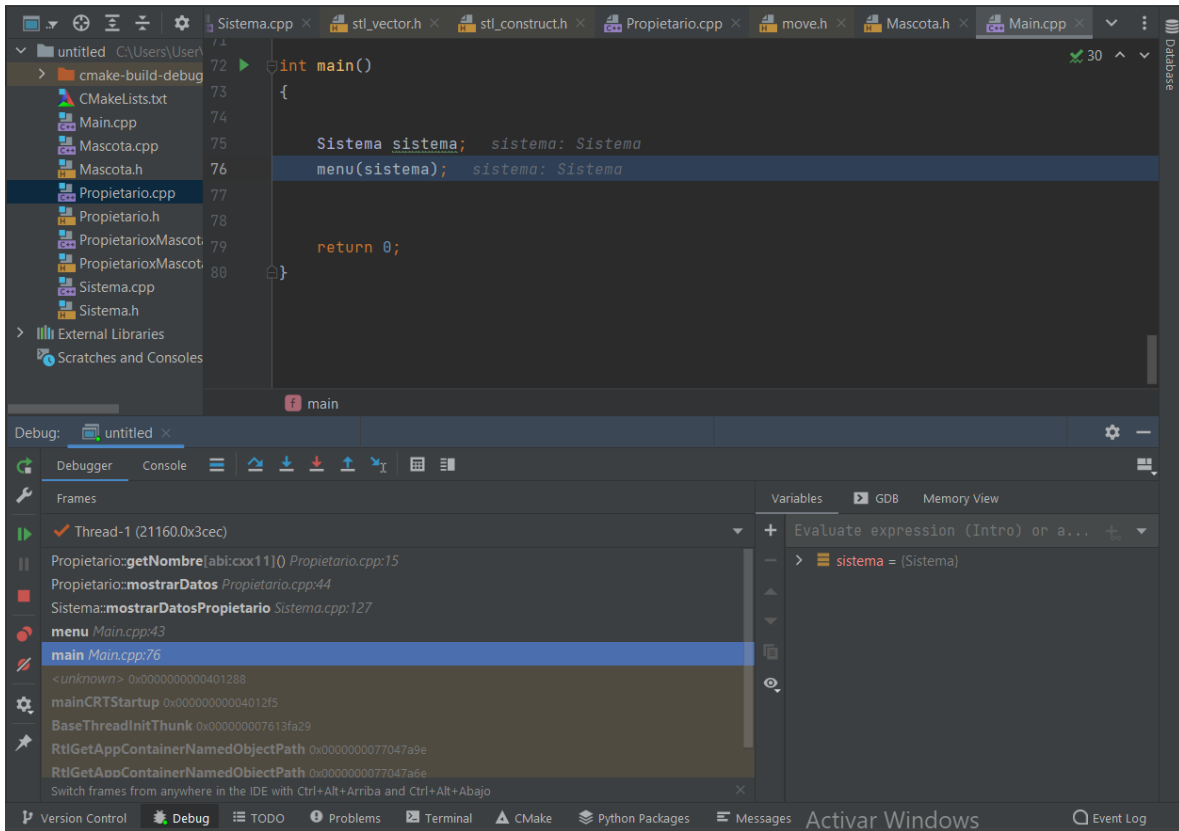 Sistema.cpp stl_vector.h stl_construct.h Propietario.cpp move.h Mascota.h Main.cpp
untitled C:\Users\User\
cmake-build-debug
CMakeLists.txt
Main.cpp
Mascota.cpp
Mascota.h
Propietario.cpp
Propietario.h
PropietarioxMascot
PropietarioxMascot
Sistema.cpp
Sistema.h
External Libraries
Scratches and Consoles
71
72 int main()
73 {
74
75 Sistema sistema; sistema: Sistema
76 menu(sistema); sistema: Sistema
77
78
79 return 0;
80 }
30
Database
f main
Debug: untitled
Debugger Console
Frames
Thread-1 (21160.0x3cec)
Propietario::getNombre[abi:cxx11]() Propietario.cpp:15
Propietario::mostrarDatos Propietario.cpp:44
Sistema::mostrarDatosPropietario Sistema.cpp:127
menu Main.cpp:43
main Main.cpp:76
<unknown> 0x0000000000401288
mainCRTStartup 0x00000000004012f5
BaseThreadInitThunk 0x000000007613fa29
RtlGetAppContainerNamedObjectPath 0x0000000077047a9e
RtlGetAppContainerNamedObjectPath 0x0000000077047a6e
Switch frames from anywhere in the IDE with Ctrl+Alt+Arriba and Ctrl+Alt+Abajo
Variables GDB Memory View
Evaluate expression (Intro) or a...
sistema = {Sistema}
Version Control Debug TODO Problems Terminal CMake Python Packages Messages Activar Windows Event Log